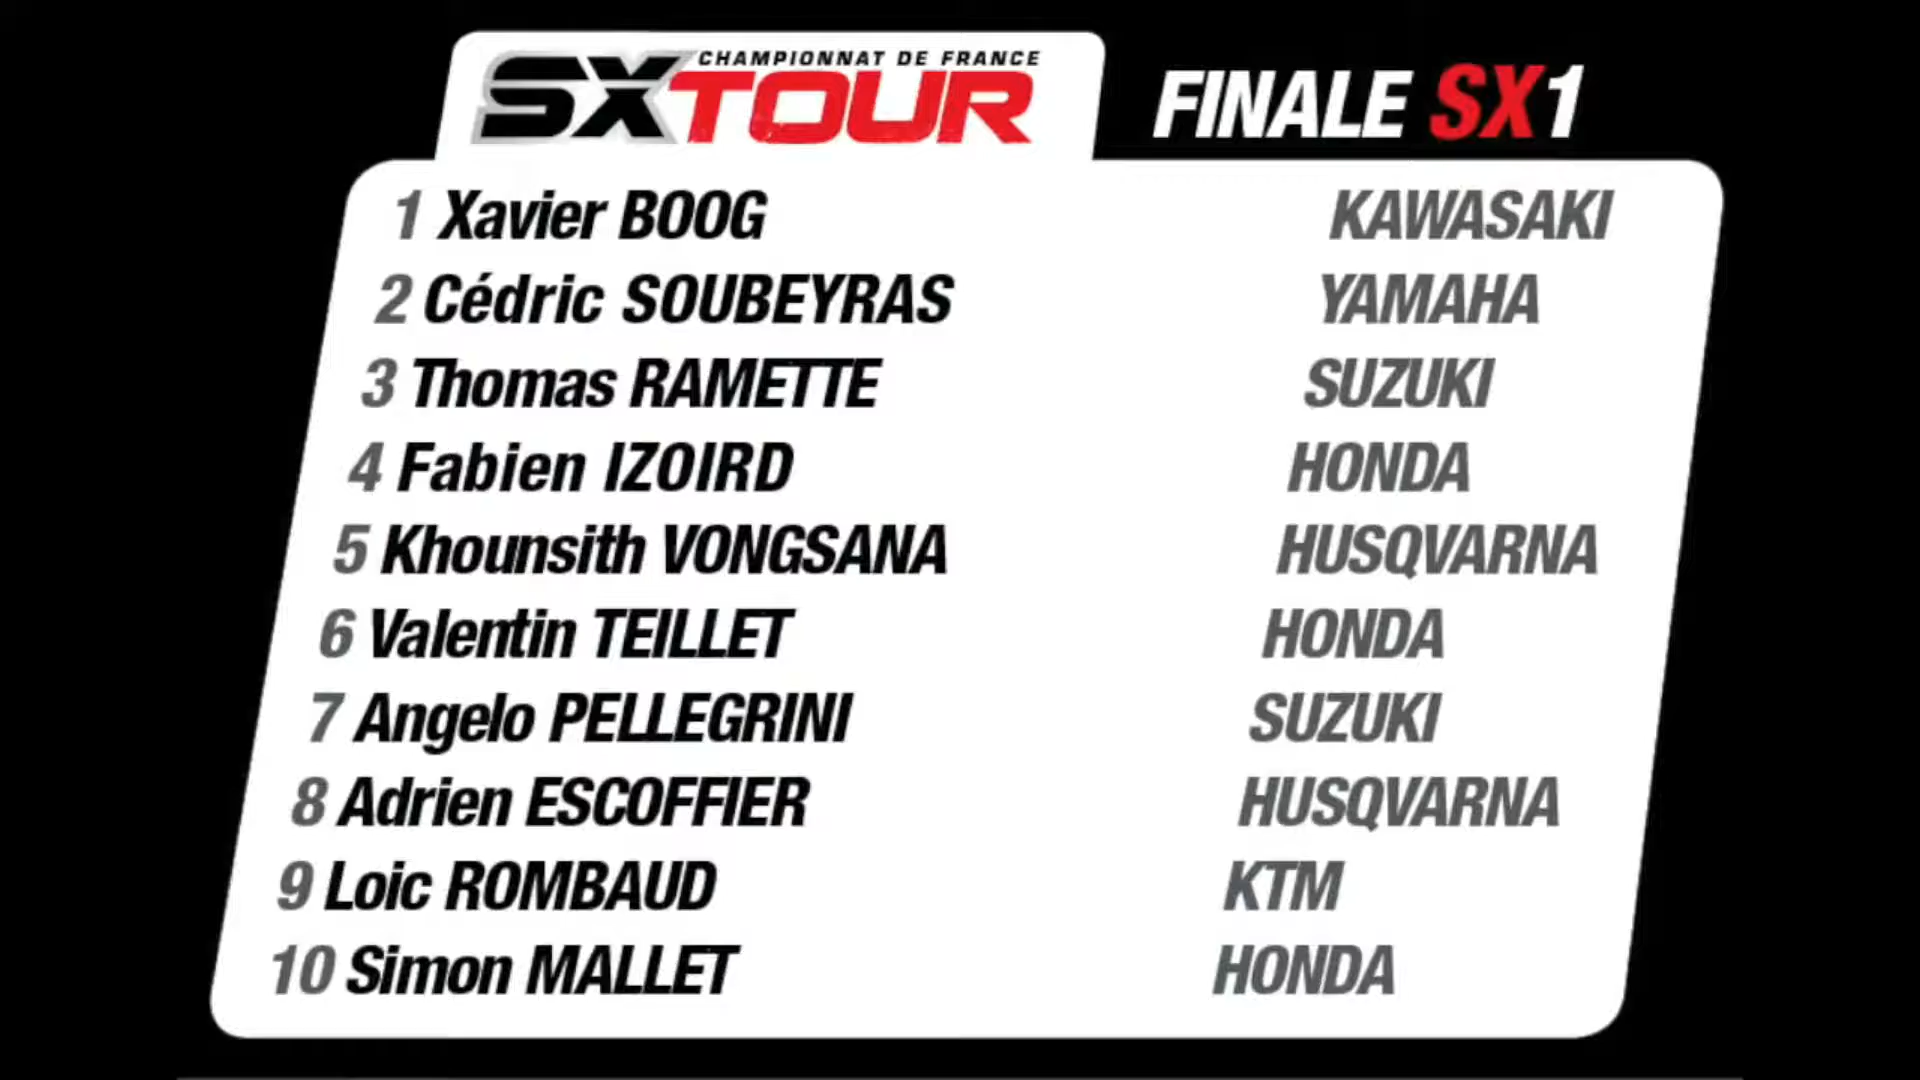 CHAMPIONNAT DE FRANCE
SXTOUR
FINALE SX1
1 Xavier BOOG KAWASAKI
2 Cédric SOUBEYRAS YAMAHA
3 Thomas RAMETTE SUZUKI
4 Fabien IZOIRD HONDA
5 Khounsith VONGSANA HUSQVARNA
6 Valentin TEILLET HONDA
7 Angelo PELLEGRINI SUZUKI
8 Adrien ESCOFFIER HUSQVARNA
9 Loic ROMBAUD KTM
10 Simon MALLET HONDA